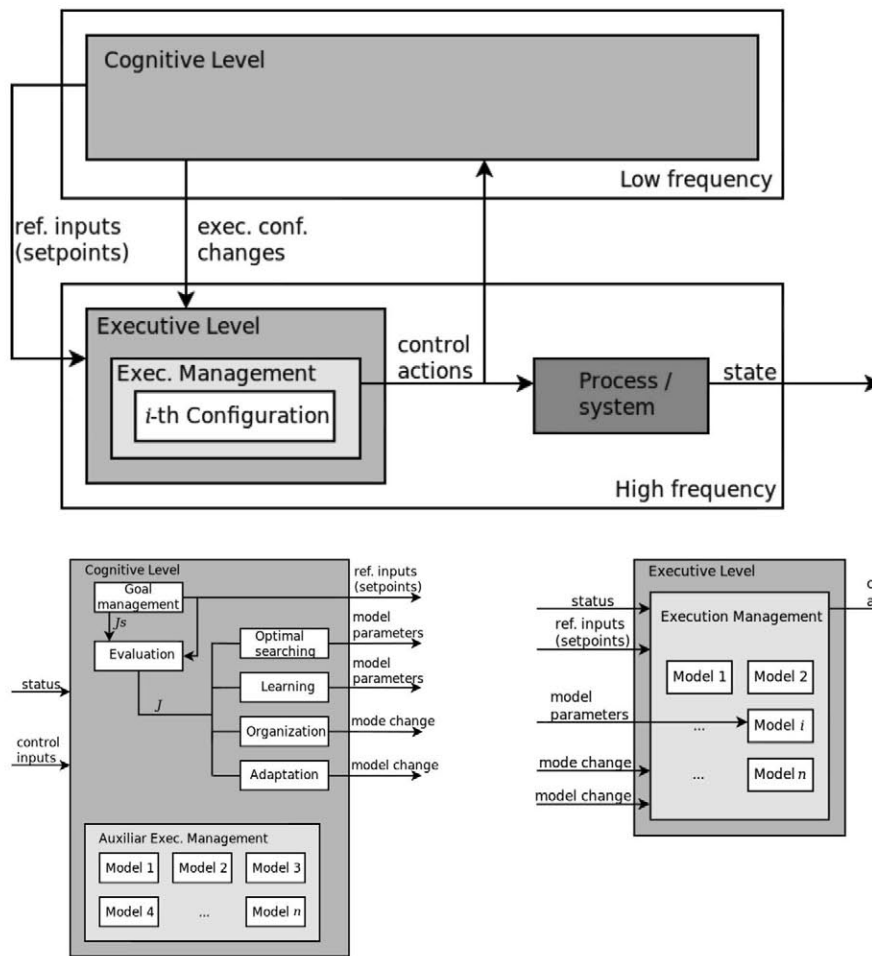 Cognitive Level
Low frequency
ref. inputs
(setpoints)
exec. conf.
changes
Executive Level
Exec. Management
i-th Configuration
control
actions
Process /
system
state
High frequency
Cognitive Level
Goal
management
Js
Evaluation
J
status
control
inputs
Optimal
searching
Learning
Organization
Adaptation
ref. inputs
(setpoints)
model
parameters
model
parameters
mode change
model change
Auxiliar Exec. Management
Model 1
Model 2
Model 3
Model 4
...
Model n
Executive Level
status
ref. inputs
(setpoints)
model
parameters
mode change
model change
Execution Management
Model 1
Model 2
...
Model i
...
Model n